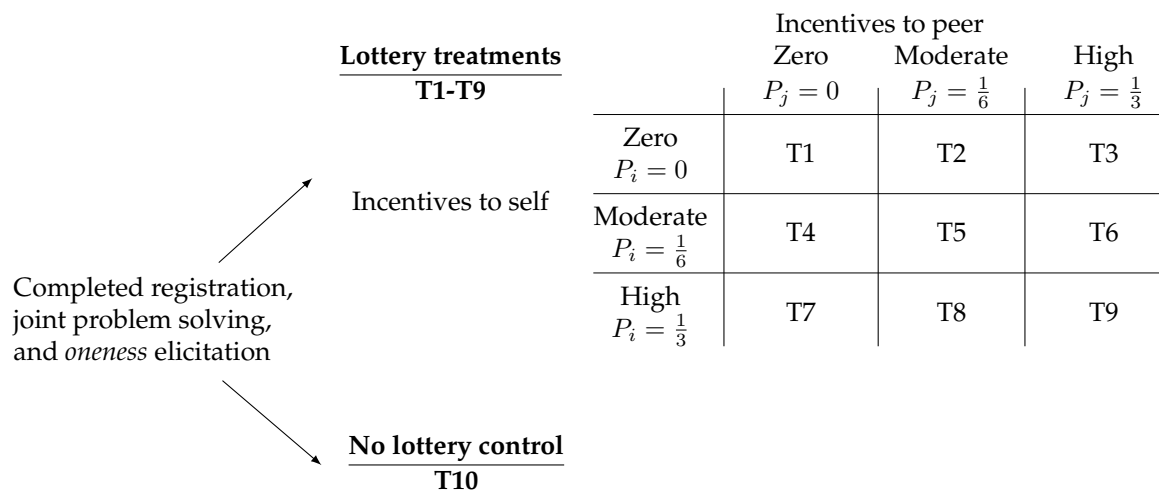 Incentives to peer
Lottery treatments
T1-T9
Zero Moderate High
P_j = 0 P_j = 1/6 P_j = 1/3
Zero
P_i = 0
T1 T2 T3
Incentives to self
Moderate
P_i = 1/6
T4 T5 T6
High
P_i = 1/3
T7 T8 T9
Completed registration,
joint problem solving,
and oneness elicitation
No lottery control
T10